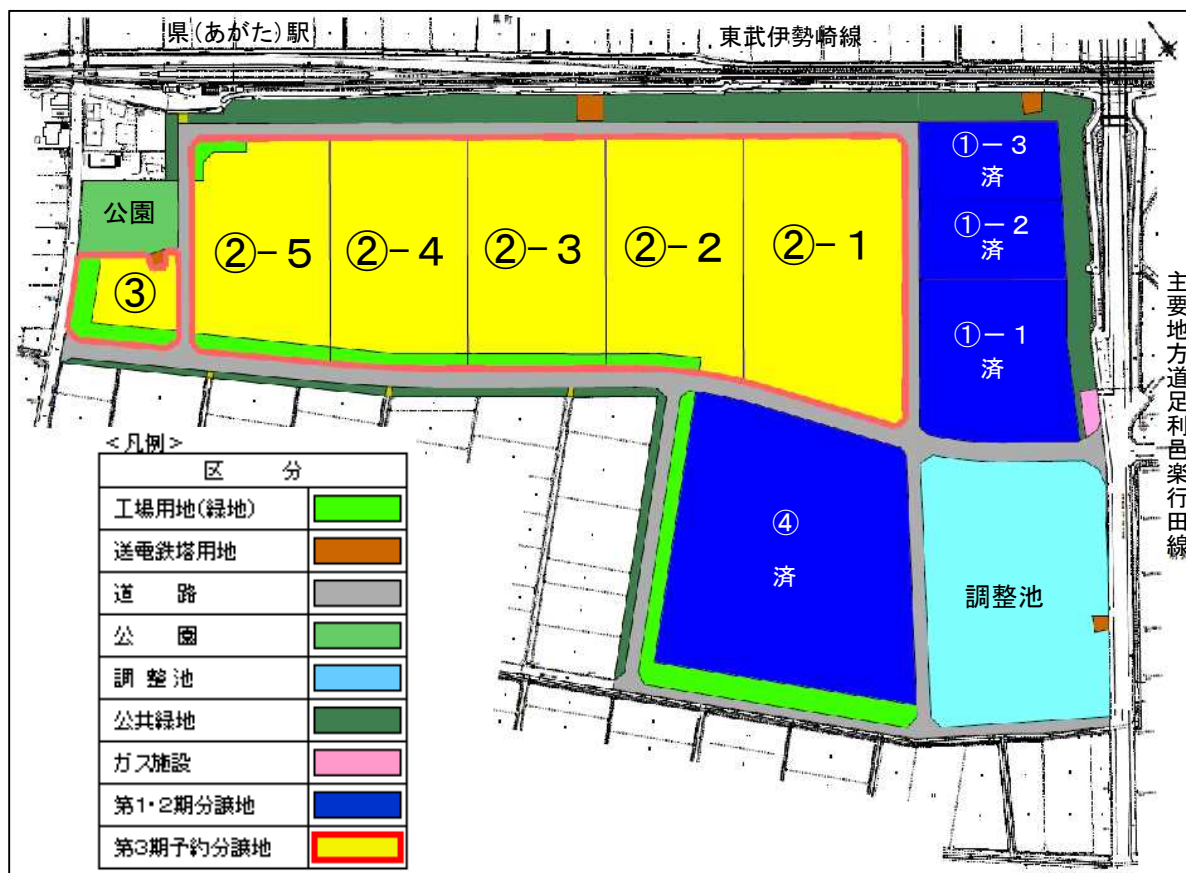 県(あがた)駅
東武伊勢崎線
①－３
済
①－２
済
①－１
済
公園
③
②－５
②－４
②－３
②－２
②－１
主要地方道足利邑楽行田線
④
済
調整池
＜凡例＞
区　分
工場用地(緑地)
送電鉄塔用地
道　路
公　園
調 整 池
公共緑地
ガス施設
第1・2期分譲地
第3期予約分譲地